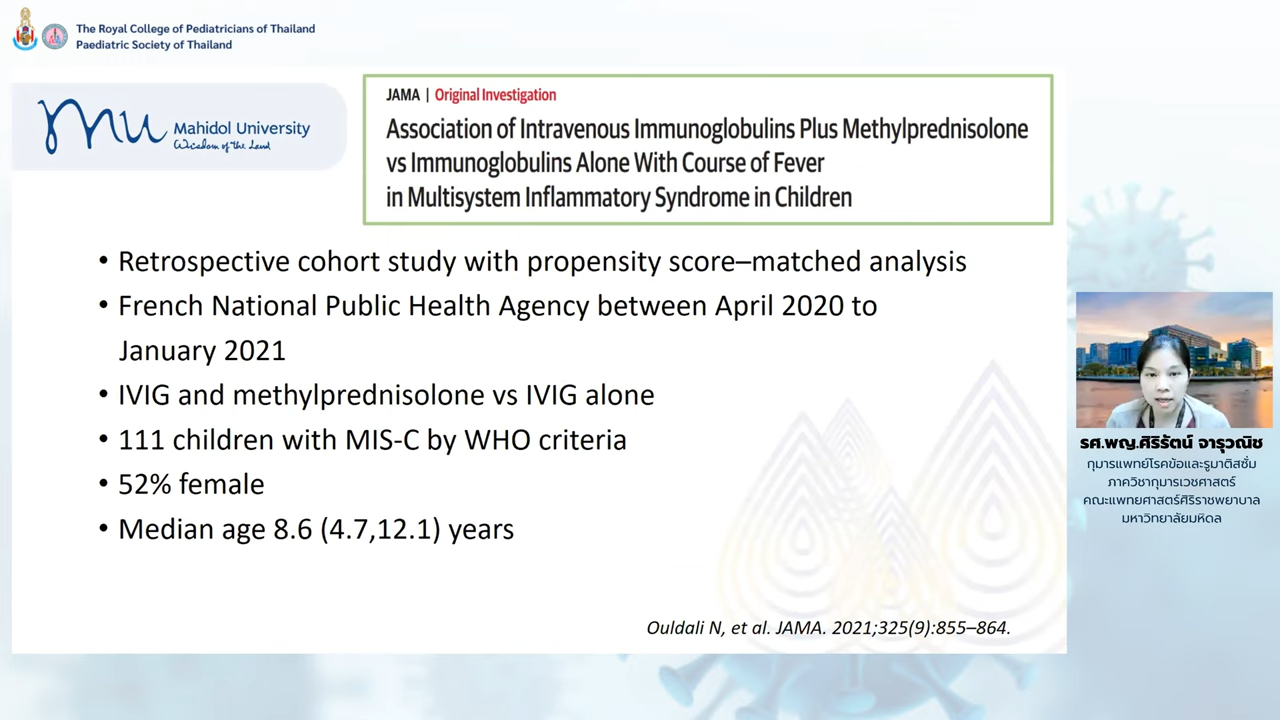 The Royal College of Pediatricians of Thailand
Paediatric Society of Thailand
Mahidol University
Wisdom of the Land
JAMA | Original Investigation
Association of Intravenous Immunoglobulins Plus Methylprednisolone
vs Immunoglobulins Alone With Course of Fever
in Multisystem Inflammatory Syndrome in Children
• Retrospective cohort study with propensity score–matched analysis
• French National Public Health Agency between April 2020 to
January 2021
• IVIG and methylprednisolone vs IVIG alone
• 111 children with MIS-C by WHO criteria
• 52% female
• Median age 8.6 (4.7,12.1) years
Ouldali N, et al. JAMA. 2021;325(9):855–864.
รศ.พญ.ศิริรัตน์ จารุวณิช
กุมารแพทย์โรคข้อและรูมาติสซั่ม
ภาควิชากุมารเวชศาสตร์
คณะแพทยศาสตร์ศิริราชพยาบาล
มหาวิทยาลัยมหิดล